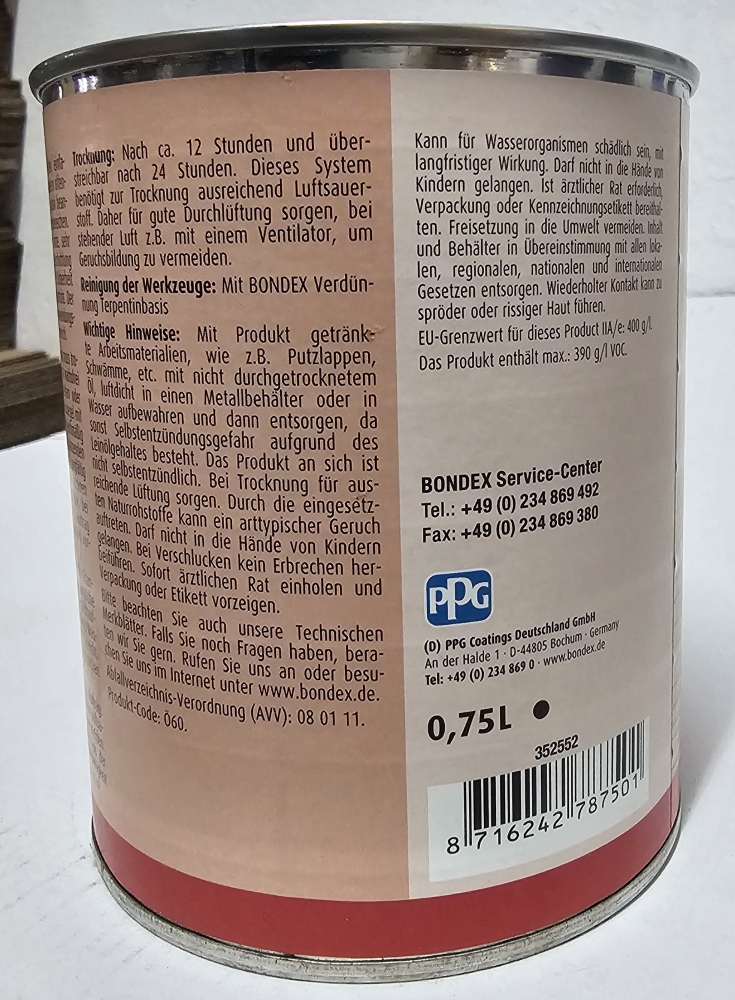 Trocknung: Nach ca. 12 Stunden und über-
streichbar nach 24 Stunden. Dieses System
benötigt zur Trocknung ausreichend Luftsauer-
stoff. Daher für gute Durchlüftung sorgen, bei
stehender Luft z.B. mit einem Ventilator, um
Geruchsbildung zu vermeiden.
Reinigung der Werkzeuge: Mit BONDEX Verdün-
nung Terpentinbasis
Wichtige Hinweise: Mit Produkt getränk-
te Arbeitsmaterialien, wie z.B. Putzlappen,
Schwämme, etc. mit nicht durchgetrocknetem
Öl, luftdicht in einen Metallbehälter oder in
Wasser aufbewahren und dann entsorgen, da
sonst Selbstentzündungsgefahr aufgrund des
Leinölgehaltes besteht. Das Produkt an sich ist
nicht selbstentzündlich. Bei Trocknung für aus-
reichende Lüftung sorgen. Durch die eingesetz-
ten Naturrohstoffe kann ein arttypischer Geruch
auftreten. Darf nicht in die Hände von Kindern
gelangen. Bei Verschlucken kein Erbrechen her-
beiführen. Sofort ärztlichen Rat einholen und
Verpackung oder Etikett vorzeigen.
Bitte beachten Sie auch unsere Technischen
Merkblätter. Falls Sie noch Fragen haben, bera-
ten wir Sie gern. Rufen Sie uns an oder besu-
chen Sie uns im Internet unter www.bondex.de.
Abfallverzeichnis-Verordnung (AVV): 08 01 11.
Produkt-Code: Ö60.
Kann für Wasserorganismen schädlich sein, mit
langfristiger Wirkung. Darf nicht in die Hände von
Kindern gelangen. Ist ärztlicher Rat erforderlich,
Verpackung oder Kennzeichnungsetikett bereithal-
ten. Freisetzung in die Umwelt vermeiden. Inhalt
und Behälter in Übereinstimmung mit allen loka-
len, regionalen, nationalen und internationalen
Gesetzen entsorgen. Wiederholter Kontakt kann zu
spröder oder rissiger Haut führen.
EU-Grenzwert für dieses Product IIA/e: 400 g/l.
Das Produkt enthält max.: 390 g/l VOC.
BONDEX Service-Center
Tel.: +49 (0) 234 869 492
Fax: +49 (0) 234 869 380
PPG
(D) PPG Coatings Deutschland GmbH
An der Halde 1 · D-44805 Bochum · Germany
Tel: +49 (0) 234 869 0 · www.bondex.de
0,75L
352552
8 716242 787501